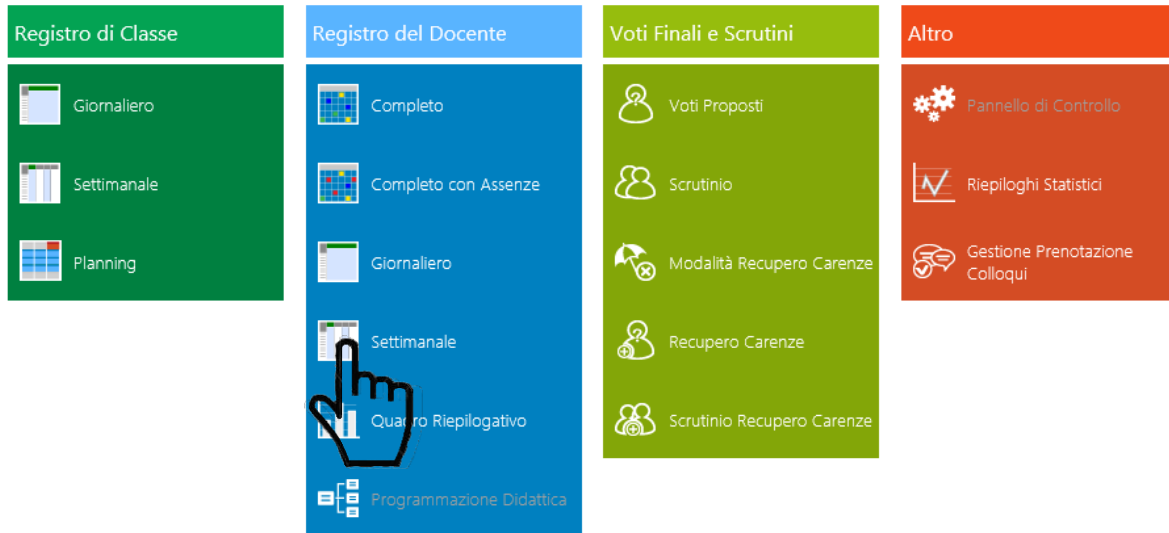 Registro di Classe
Giornaliero
Settimanale
Planning
Registro del Docente
Completo
Completo con Assenze
Giornaliero
Settimanale
Quadro Riepilogativo
Programmazione Didattica
Voti Finali e Scrutini
Voti Proposti
Scrutinio
Modalità Recupero Carenze
Recupero Carenze
Scrutinio Recupero Carenze
Altro
Pannello di Controllo
Riepiloghi Statistici
Gestione Prenotazione
Colloqui